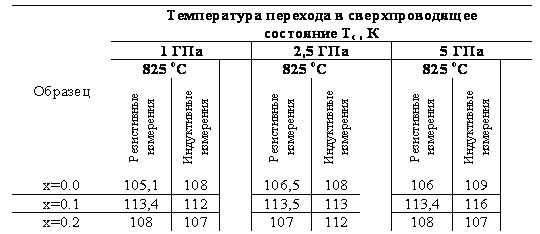 Температура перехода в сверхпроводящее
состояние Тс, К
1 ГПа 2,5 ГПа 5 ГПа
825 °С 825 °С 825 °С
Образец
Резистивные измерения Индуктивные измерения Резистивные измерения Индуктивные измерения Резистивные измерения Индуктивные измерения
x=0.0 105,1 108 106,5 108 106 109
x=0.1 113,4 112 113,5 113 113,4 116
x=0.2 108 107 107 112 108 107